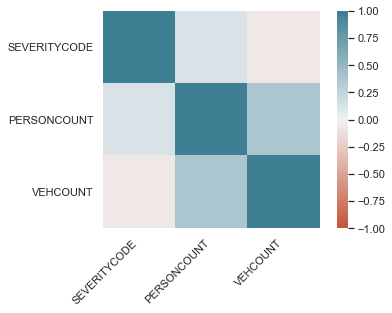 SEVERITYCODE
PERSONCOUNT
VEHCOUNT
SEVERITYCODE
PERSONCOUNT
VEHCOUNT
1.00
0.75
0.50
0.25
0.00
−0.25
−0.50
−0.75
−1.00